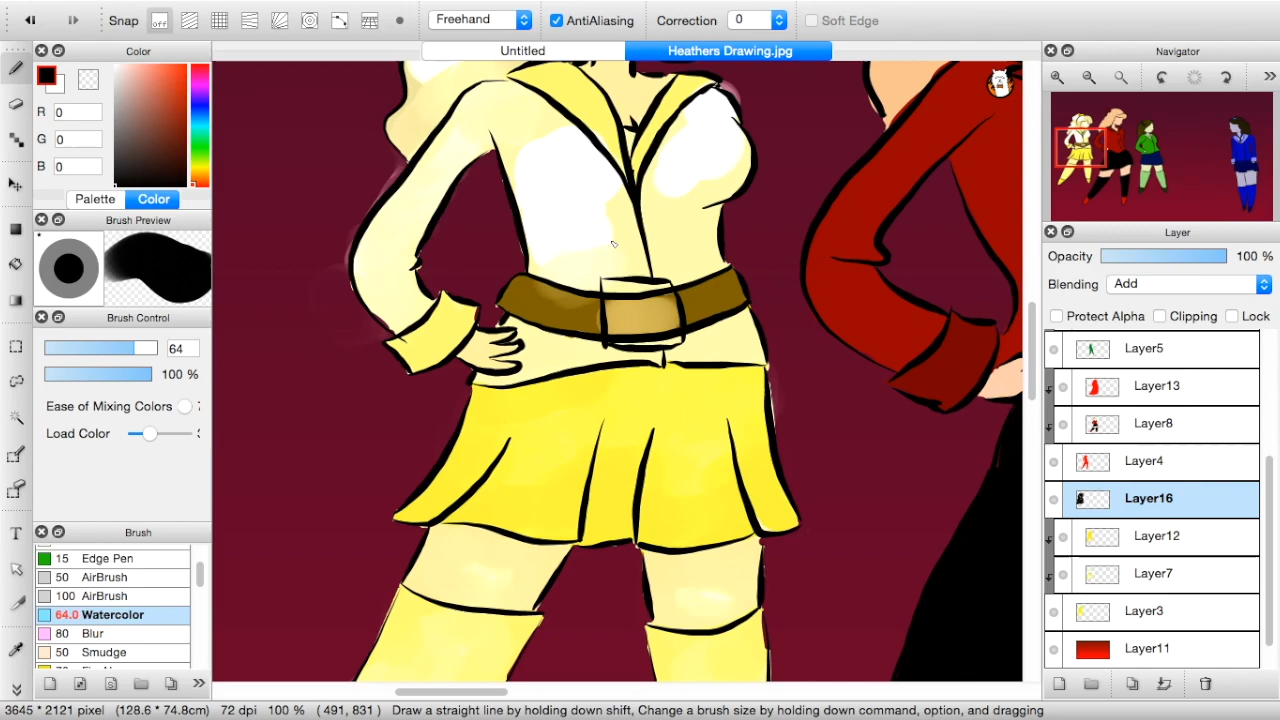 Snap off Freehand AntiAliasing Correction 0 Soft Edge
Untitled Heathers Drawing.jpg
Color
R 0
G 0
B 0
Palette Color
Brush Preview
Brush Control
64
100 %
Ease of Mixing Colors
Load Color
Brush
15 Edge Pen
50 AirBrush
100 AirBrush
64.0 Watercolor
80 Blur
50 Smudge
Navigator
Layer
Opacity 100 %
Blending Add
Protect Alpha Clipping Lock
Layer5
Layer13
Layer8
Layer4
Layer16
Layer12
Layer7
Layer3
Layer11
3645 * 2121 pixel (128.6 * 74.8cm) 72 dpi 100 % ( 491, 831 ) Draw a straight line by holding down shift, Change a brush size by holding down command, option, and dragging